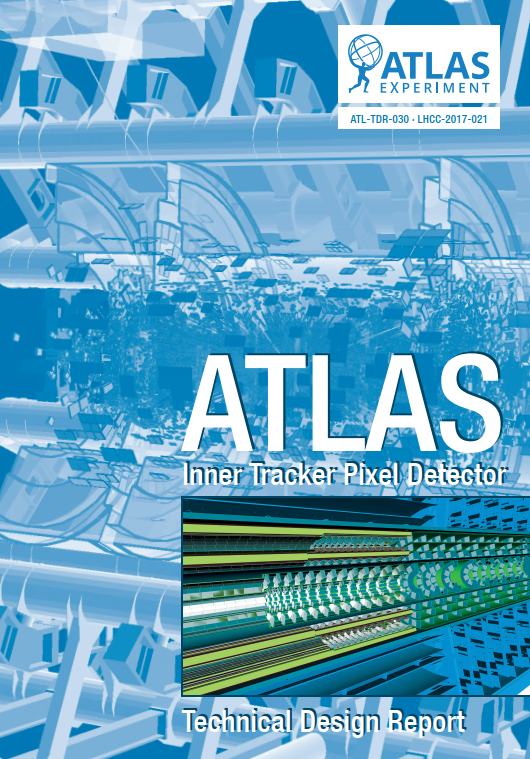 ATLAS
EXPERIMENT
ATL-TDR-030 · LHCC-2017-021
ATLAS
Inner Tracker Pixel Detector
Technical Design Report